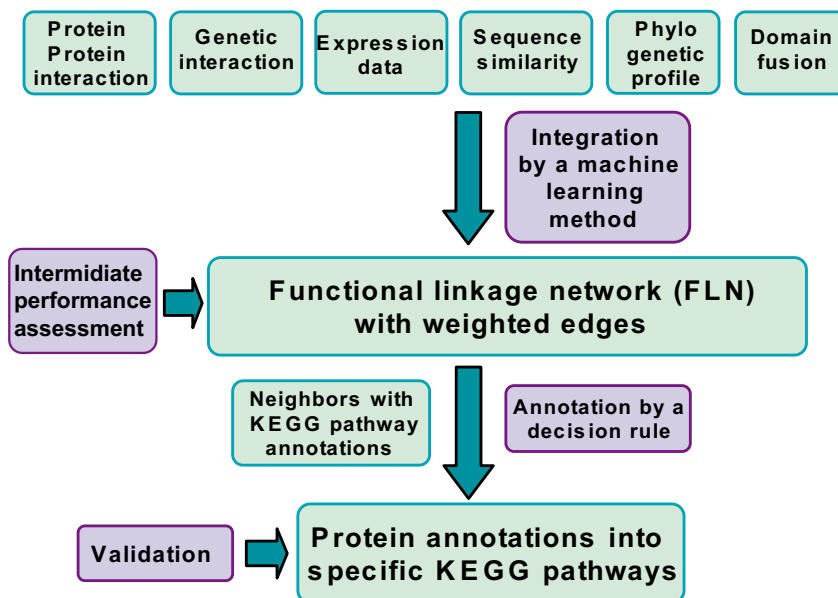 Protein
Protein
interaction
Genetic
interaction
Expression
data
Sequence
similarity
Phylo
genetic
profile
Domain
fusion
Integration
by a machine
learning
method
Intermidiate
performance
assessment
Functional linkage network (FLN)
with weighted edges
Neighbors with
KEGG pathway
annotations
Annotation by a
decision rule
Validation
Protein annotations into
specific KEGG pathways